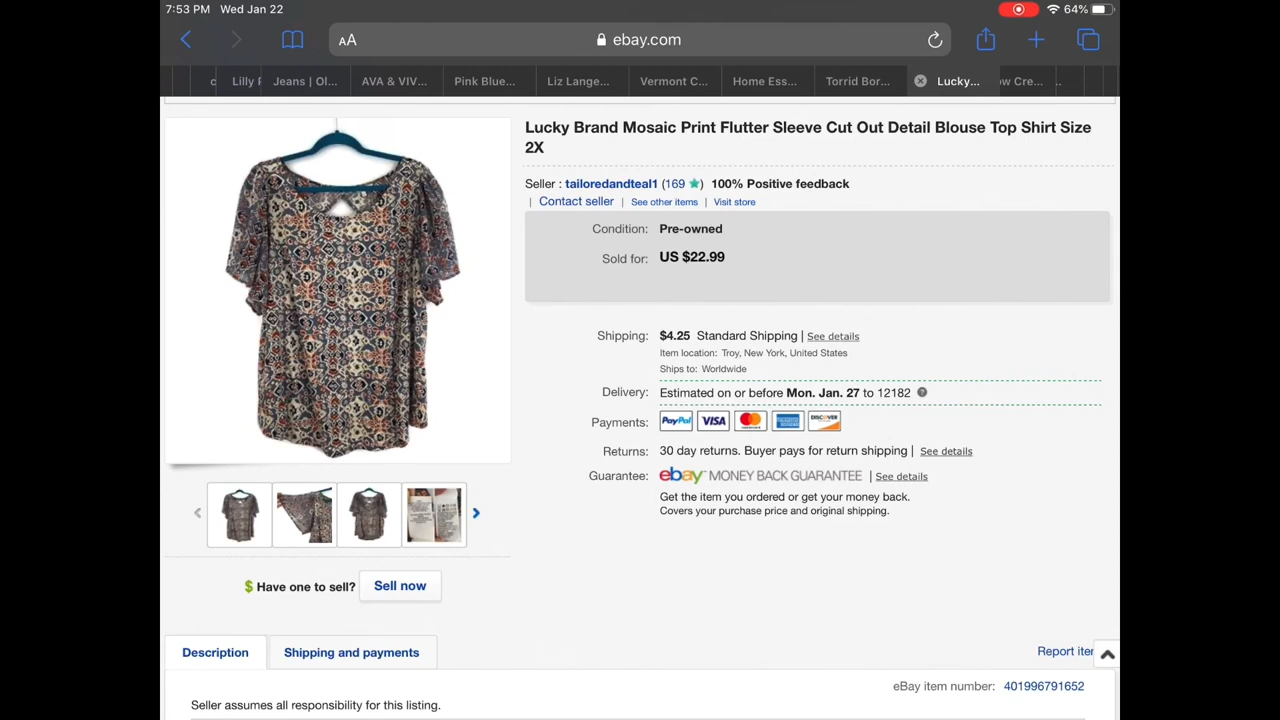 7:53 PM Wed Jan 22
64%
AA
ebay.com
Lilly
Jeans | Ol...
AVA & VIV...
Pink Blue...
Liz Lange...
Vermont C...
Home Ess...
Torrid Bor...
Lucky...
ow Cre...
Lucky Brand Mosaic Print Flutter Sleeve Cut Out Detail Blouse Top Shirt Size
2X
Seller : tailoredandteal1 (169 ) 100% Positive feedback
| Contact seller | See other items | Visit store
Condition: Pre-owned
Sold for: US $22.99
Shipping: $4.25 Standard Shipping | See details
Item location: Troy, New York, United States
Ships to: Worldwide
Delivery: Estimated on or before Mon. Jan. 27 to 12182 ?
Payments: PayPal VISA MasterCard DISCOVER
Returns: 30 day returns. Buyer pays for return shipping | See details
Guarantee: ebay MONEY BACK GUARANTEE | See details
Get the item you ordered or get your money back.
Covers your purchase price and original shipping.
$ Have one to sell? Sell now
Description
Shipping and payments
Report iter
eBay item number: 401996791652
Seller assumes all responsibility for this listing.